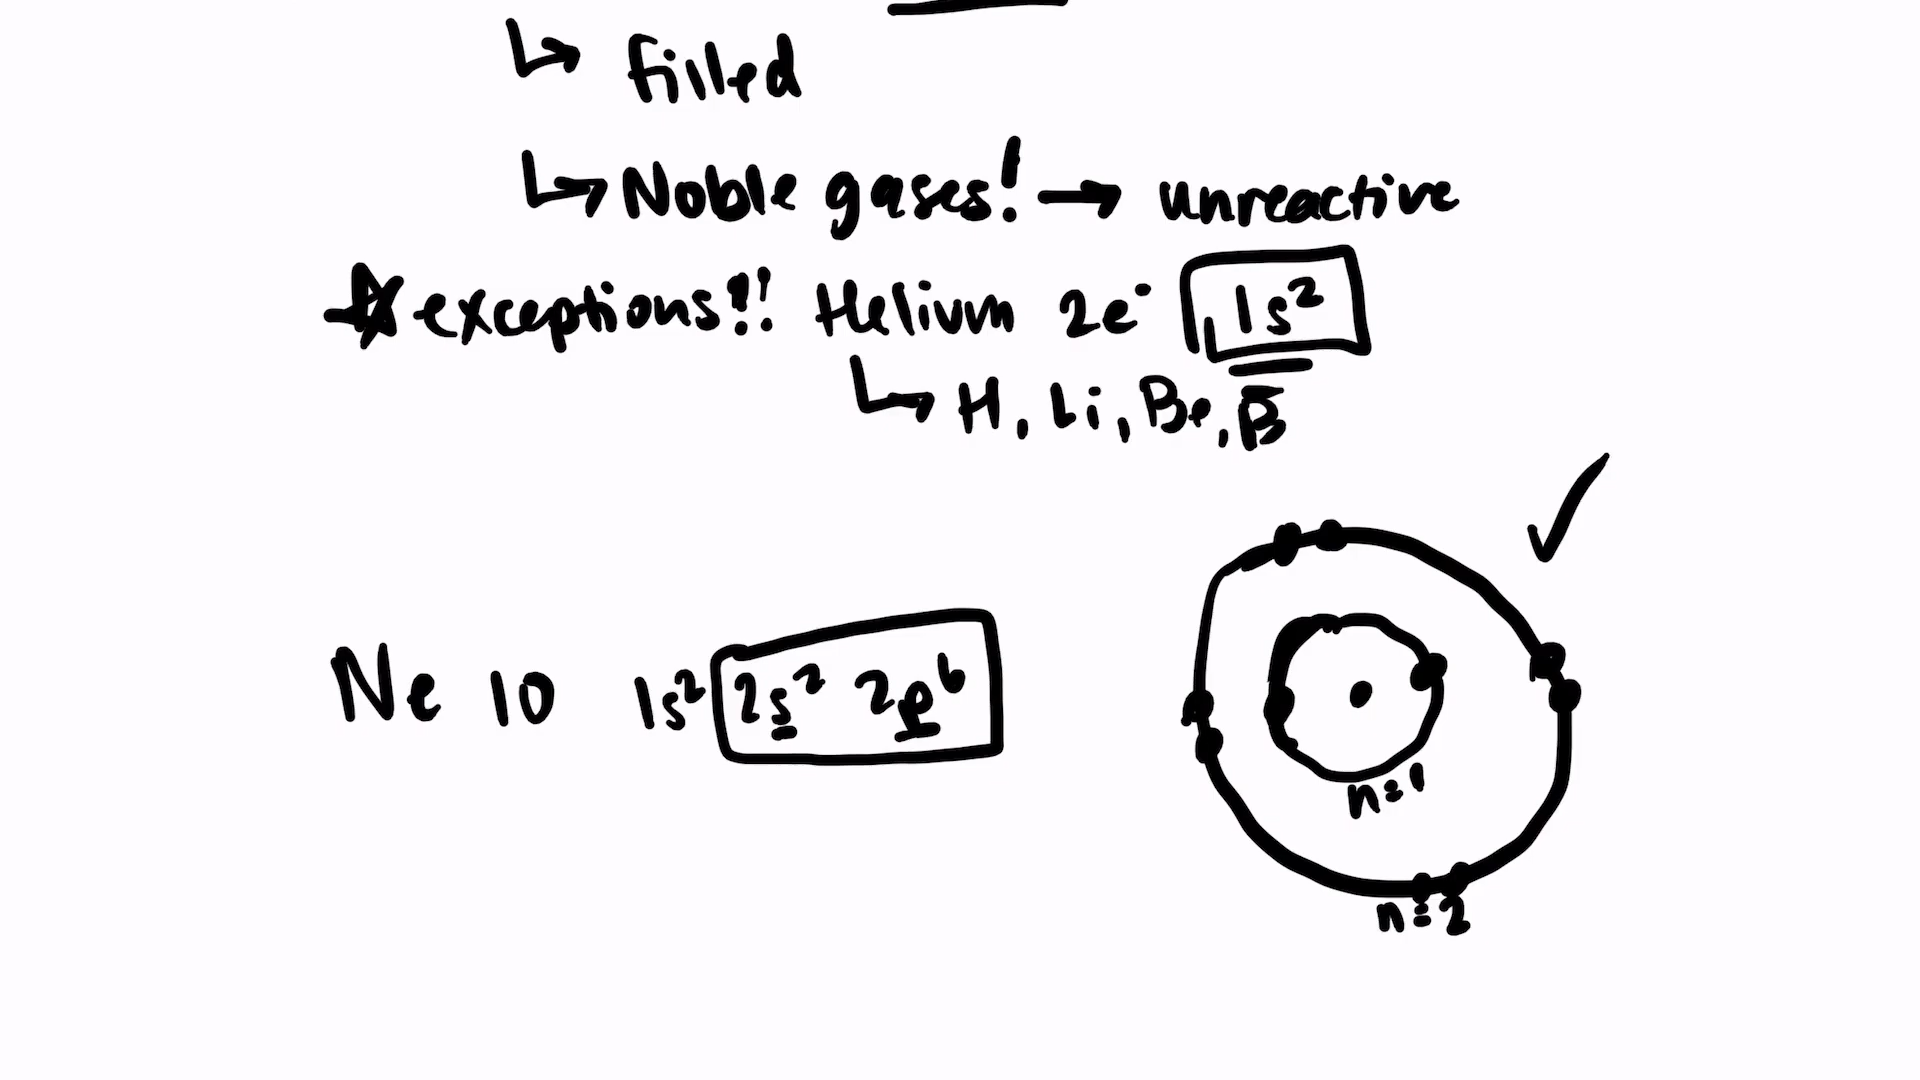 ↳ filled
↳ Noble gases! → unreactive
☆ exceptions!! Helium 2e⁻ 1s²
↳ H, Li, Be, B
Ne 10 1s² 2s² 2p⁶
n=1
n=2